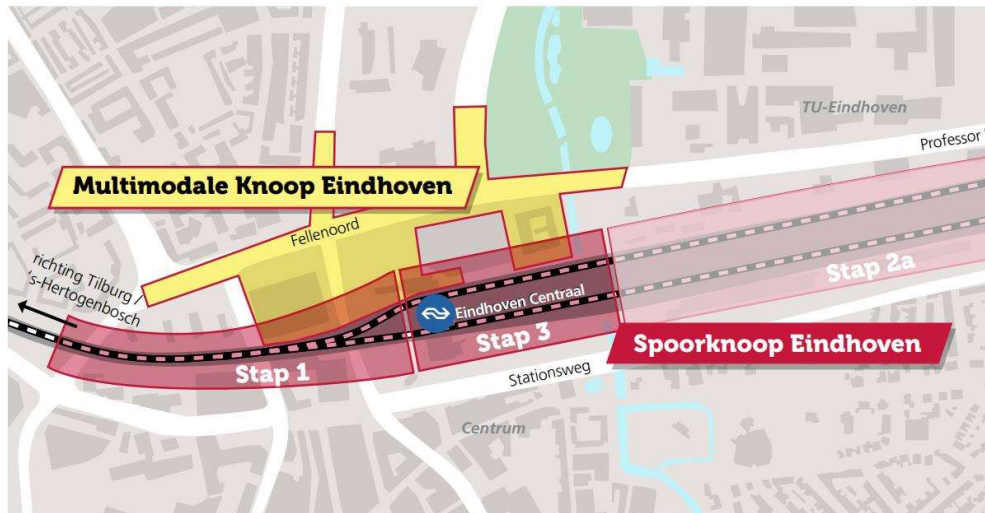 TU-Eindhoven
Professor
Multimodale Knoop Eindhoven
Fellenoord
richting Tilburg /
's-Hertogenbosch
Stap 2a
Eindhoven Centraal
Stap 3
Spoorknoop Eindhoven
Stap 1
Stationsweg
Centrum